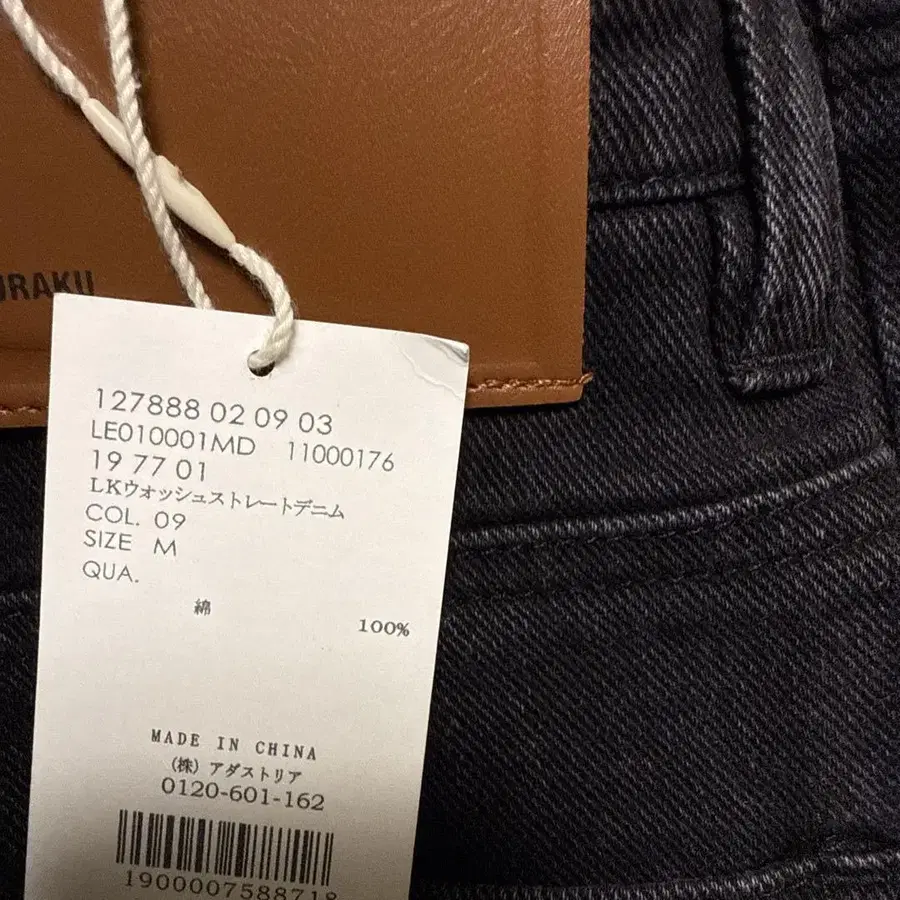 URAKU
127888 02 09 03
LE010001MD 11000176
19 77 01
LKウォッシュストレートデニム
COL. 09
SIZE M
QUA.
綿
100%
MADE IN CHINA
(株) アダストリア
0120-601-162
1900007588718